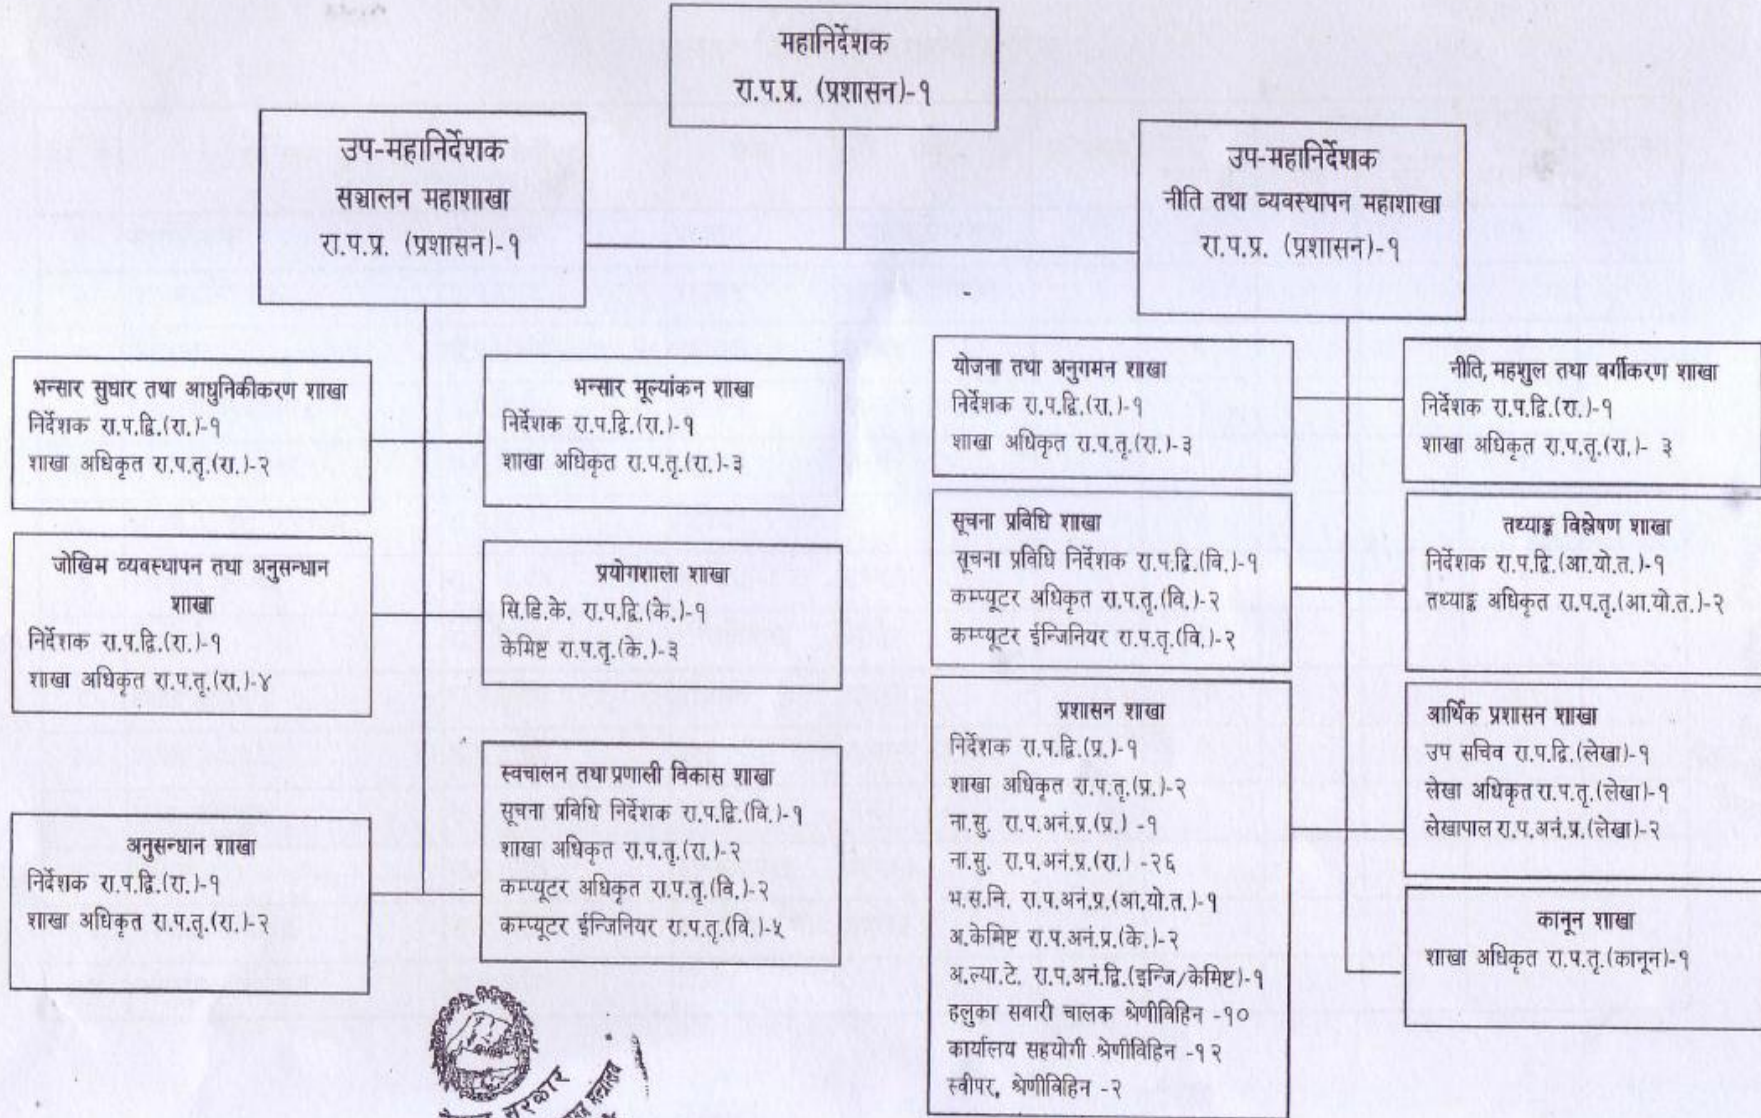 महानिर्देशक
रा.प.प्र. (प्रशासन)-१
उप-महानिर्देशक
सञ्चालन महाशाखा
रा.प.प्र. (प्रशासन)-१
उप-महानिर्देशक
नीति तथा व्यवस्थापन महाशाखा
रा.प.प्र. (प्रशासन)-१
भन्सार सुधार तथा आधुनिकीकरण शाखा
निर्देशक रा.प.द्वि.(रा.)-१
शाखा अधिकृत रा.प.तृ.(रा.)-२
भन्सार मूल्यांकन शाखा
निर्देशक रा.प.द्वि.(रा.)-१
शाखा अधिकृत रा.प.तृ.(रा.)-३
जोखिम व्यवस्थापन तथा अनुसन्धान
शाखा
निर्देशक रा.प.द्वि.(रा.)-१
शाखा अधिकृत रा.प.तृ.(रा.)-४
प्रयोगशाला शाखा
सि.डि.के. रा.प.द्वि.(के.)-१
केमिष्ट रा.प.तृ.(के.)-३
अनुसन्धान शाखा
निर्देशक रा.प.द्वि.(रा.)-१
शाखा अधिकृत रा.प.तृ.(रा.)-२
स्वचालन तथा प्रणाली विकास शाखा
सूचना प्रविधि निर्देशक रा.प.द्वि.(वि.)-१
शाखा अधिकृत रा.प.तृ.(रा.)-२
कम्प्यूटर अधिकृत रा.प.तृ.(वि.)-२
कम्प्यूटर ईन्जिनियर रा.प.तृ.(वि.)-५
योजना तथा अनुगमन शाखा
निर्देशक रा.प.द्वि.(रा.)-१
शाखा अधिकृत रा.प.तृ.(रा.)-३
नीति, महशुल तथा वर्गीकरण शाखा
निर्देशक रा.प.द्वि.(रा.)-१
शाखा अधिकृत रा.प.तृ.(रा.)- ३
सूचना प्रविधि शाखा
सूचना प्रविधि निर्देशक रा.प.द्वि.(वि.)-१
कम्प्यूटर अधिकृत रा.प.तृ.(वि.)-२
कम्प्यूटर ईन्जिनियर रा.प.तृ.(वि.)-२
तथ्याङ्क विश्लेषण शाखा
निर्देशक रा.प.द्वि.(आ.यो.त.)-१
तथ्याङ्क अधिकृत रा.प.तृ.(आ.यो.त.)-२
प्रशासन शाखा
निर्देशक रा.प.द्वि.(प्र.)-१
शाखा अधिकृत रा.प.तृ.(प्र.)-२
ना.सु. रा.प.अनं.प्र.(प्र.) -१
ना.सु. रा.प.अनं.प्र.(रा.) -२६
भ.स.नि. रा.प.अनं.प्र.(आ.यो.त.)-१
अ.केमिष्ट रा.प.अनं.प्र.(के.)-२
अ.ल्या.टे. रा.प.अनं.द्वि.(इन्जि/केमिष्ट)-१
हलुका सवारी चालक श्रेणीविहिन -१०
कार्यालय सहयोगी श्रेणीविहिन -१२
स्वीपर, श्रेणीविहिन -२
आर्थिक प्रशासन शाखा
उप सचिव रा.प.द्वि.(लेखा)-१
लेखा अधिकृत रा.प.तृ.(लेखा)-१
लेखापाल रा.प.अनं.प्र.(लेखा)-२
कानून शाखा
शाखा अधिकृत रा.प.तृ.(कानून)-१
सरकार